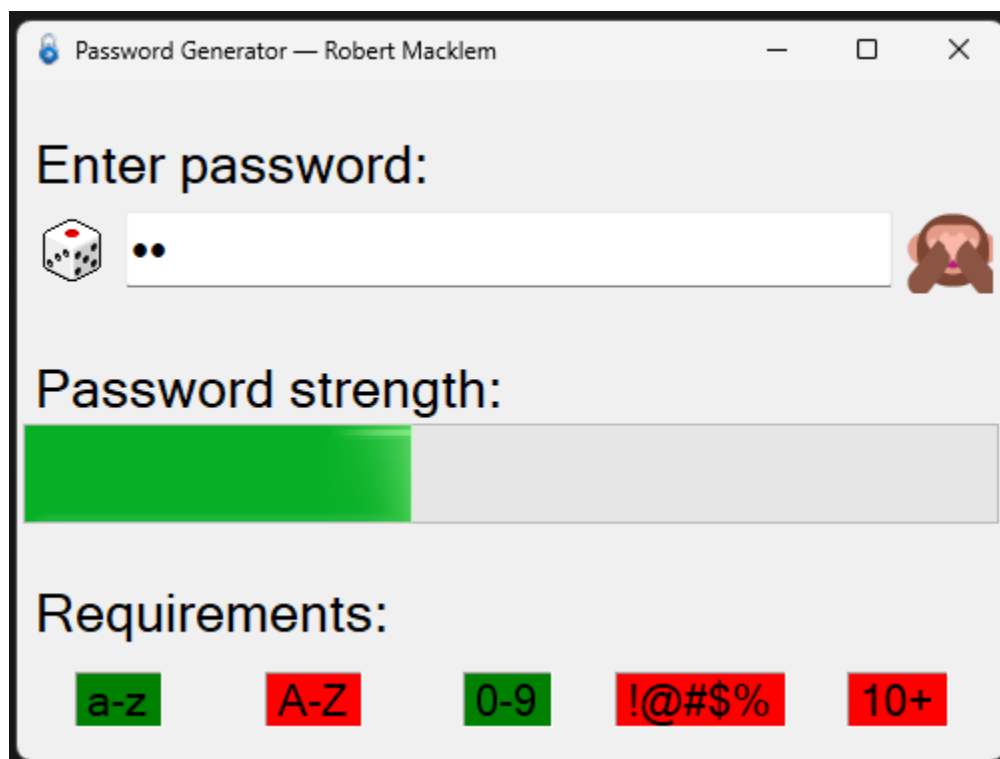 Password Generator — Robert Macklem
Enter password:
••
Password strength:
Requirements:
a-z A-Z 0-9 !@#$% 10+